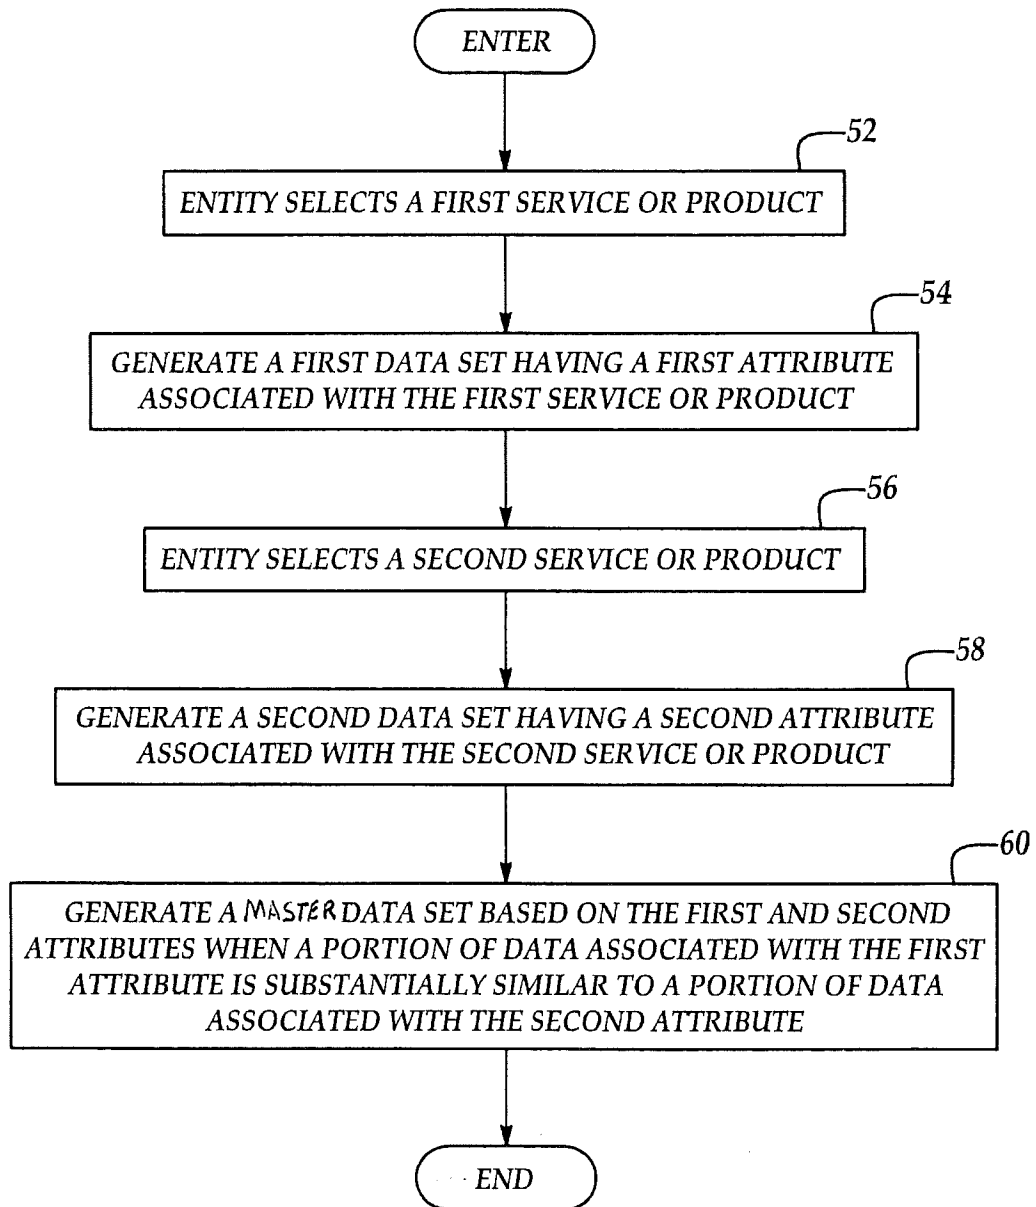 ENTER
52
ENTITY SELECTS A FIRST SERVICE OR PRODUCT
54
GENERATE A FIRST DATA SET HAVING A FIRST ATTRIBUTE
ASSOCIATED WITH THE FIRST SERVICE OR PRODUCT
56
ENTITY SELECTS A SECOND SERVICE OR PRODUCT
58
GENERATE A SECOND DATA SET HAVING A SECOND ATTRIBUTE
ASSOCIATED WITH THE SECOND SERVICE OR PRODUCT
60
GENERATE A MASTER DATA SET BASED ON THE FIRST AND SECOND
ATTRIBUTES WHEN A PORTION OF DATA ASSOCIATED WITH THE FIRST
ATTRIBUTE IS SUBSTANTIALLY SIMILAR TO A PORTION OF DATA
ASSOCIATED WITH THE SECOND ATTRIBUTE
END